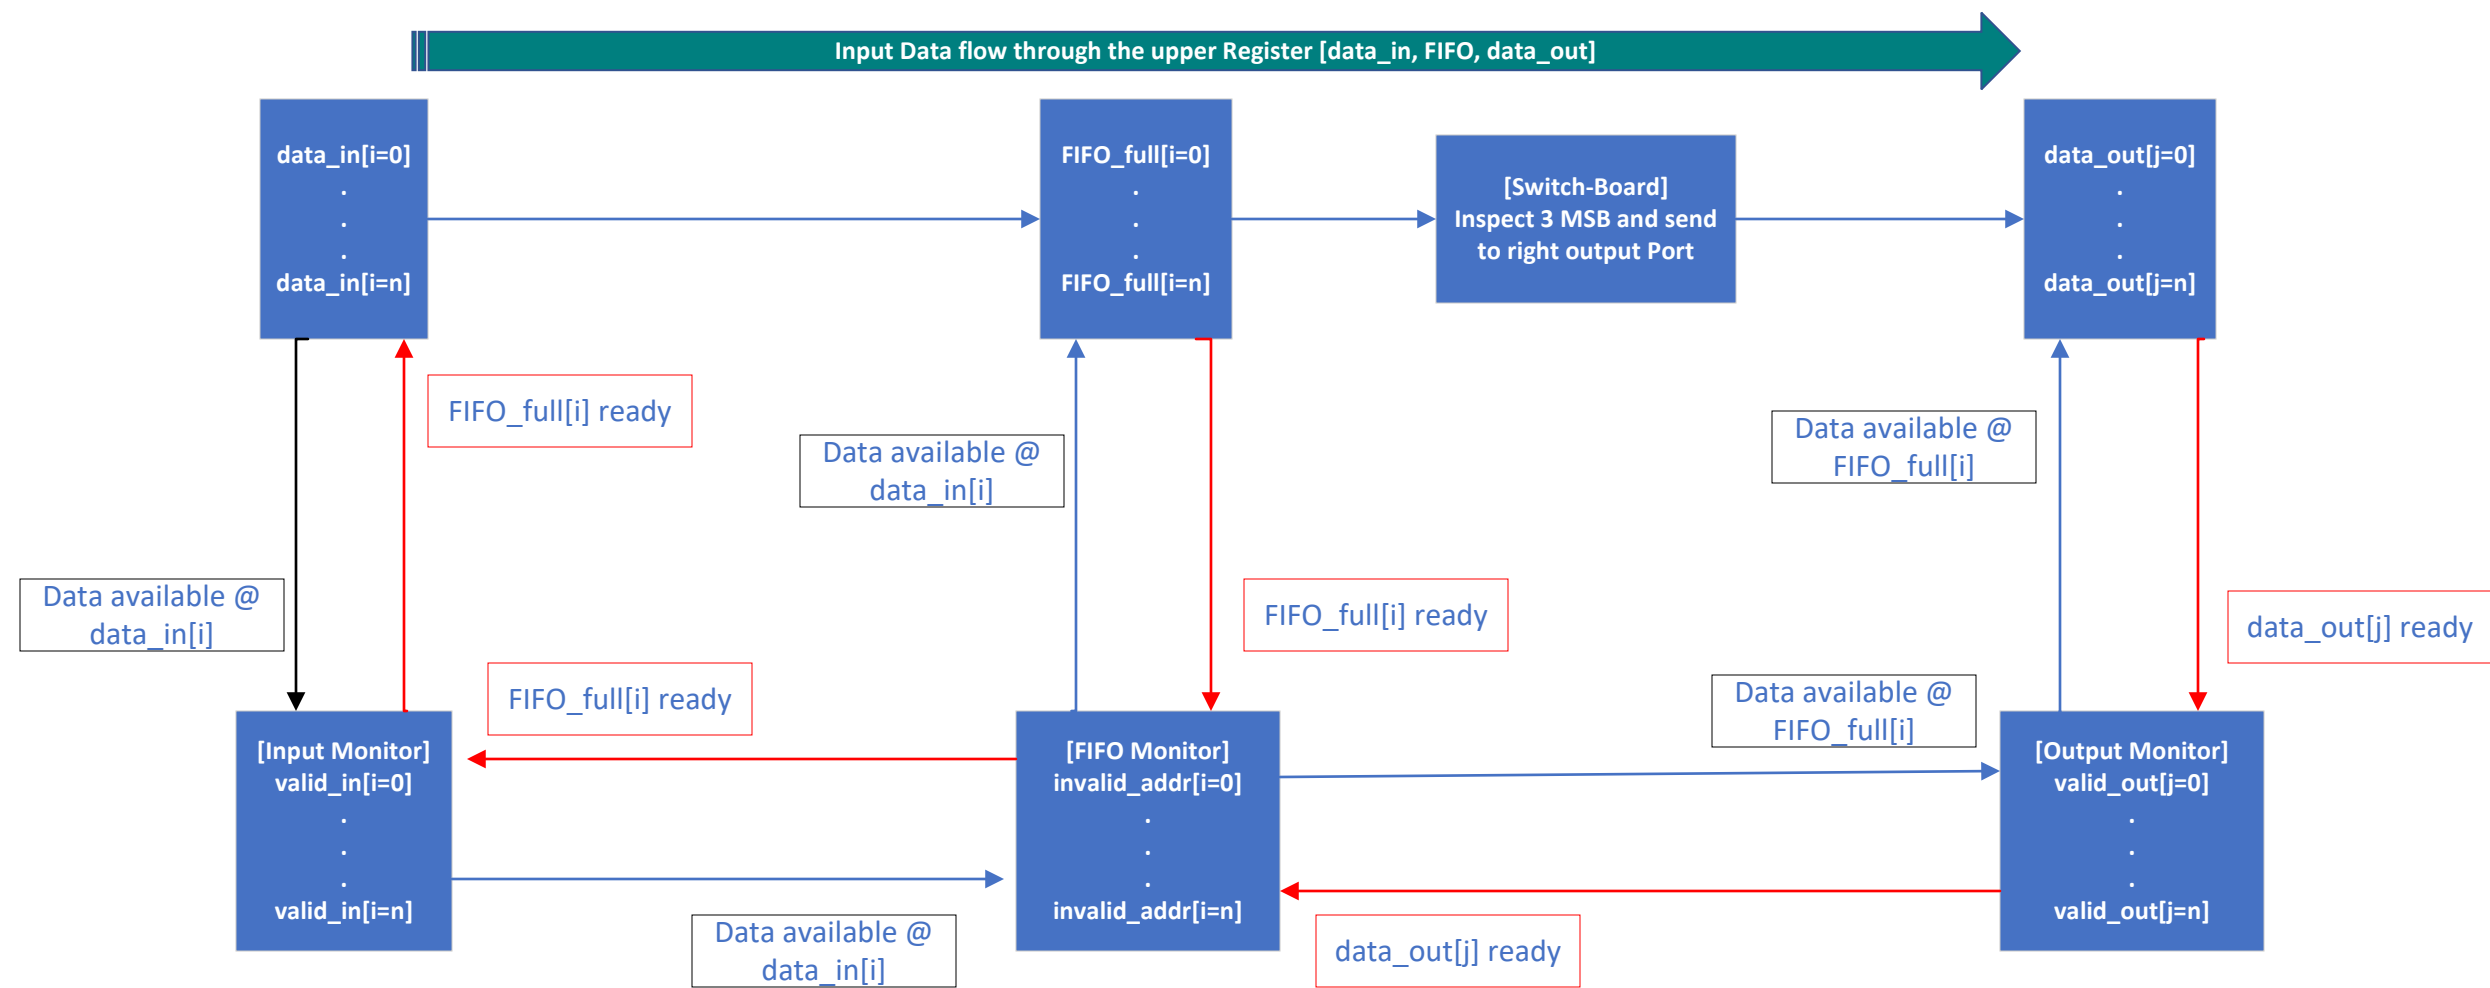 Input Data flow through the upper Register [data_in, FIFO, data_out]
data_in[i=0]
.
.
.
data_in[i=n]
FIFO_full[i=0]
.
.
.
FIFO_full[i=n]
[Switch-Board]
Inspect 3 MSB and send
to right output Port
data_out[j=0]
.
.
.
data_out[j=n]
FIFO_full[i] ready
Data available @
data_in[i]
Data available @
FIFO_full[i]
Data available @
data_in[i]
FIFO_full[i] ready
data_out[j] ready
FIFO_full[i] ready
Data available @
FIFO_full[i]
[Input Monitor]
valid_in[i=0]
.
.
.
valid_in[i=n]
[FIFO Monitor]
invalid_addr[i=0]
.
.
.
invalid_addr[i=n]
[Output Monitor]
valid_out[j=0]
.
.
.
valid_out[j=n]
Data available @
data_in[i]
data_out[j] ready